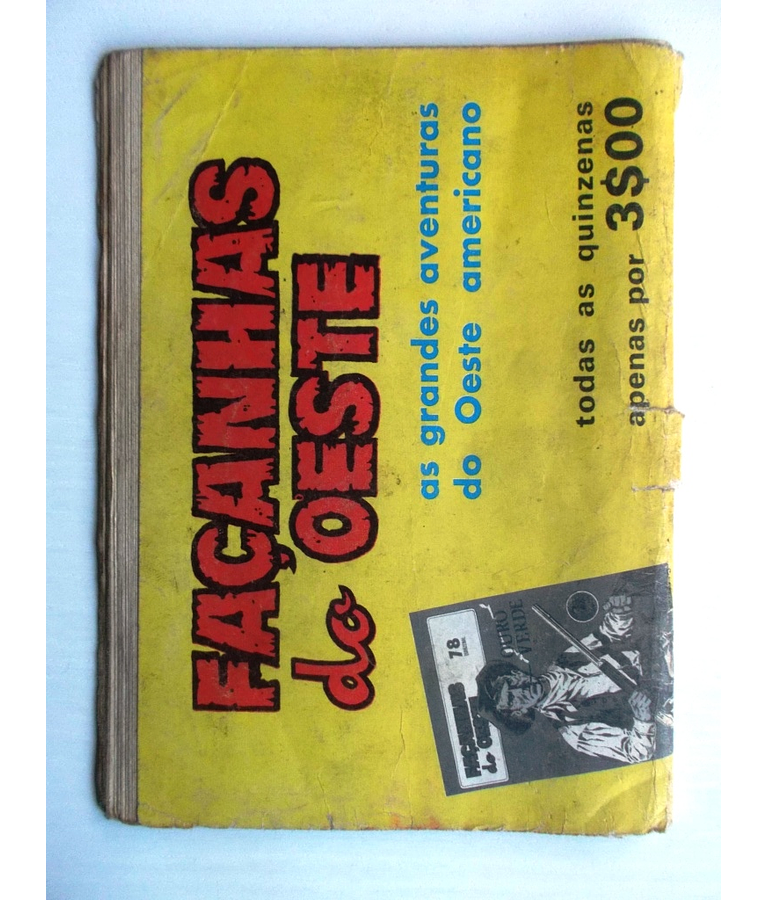 FAÇANHAS
do OESTE
as grandes aventuras
do Oeste americano
todas as quinzenas
apenas por 3$00
FAÇANHAS
do OESTE
78
OURO
VERDE